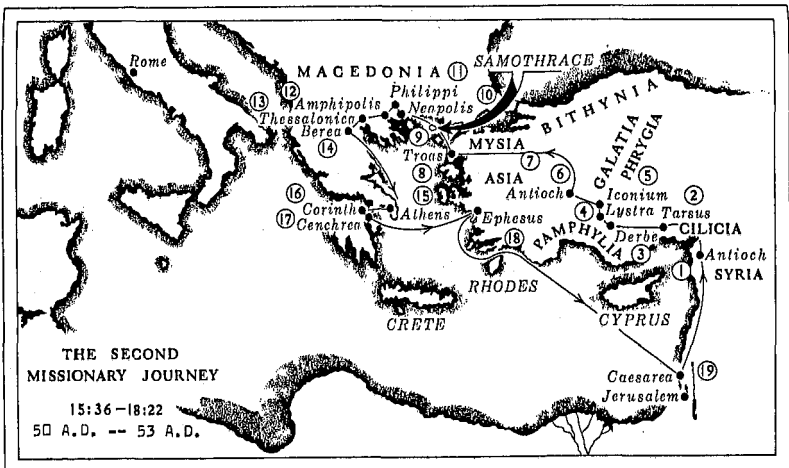 Rome
MACEDONIA ⑪
SAMOTHRACE
⑫
Philippi
⑩
⑬
Amphipolis
Neapolis
Thessalonica
Berea
⑭
⑨
BITHYNIA
MYSIA
Troas
⑦
⑧
ASIA
⑥
GALATIA
PHRYGIA
⑤
Antioch
⑮
Iconium
②
④
Lystra
Tarsus
⑯
Corinth
Athens
Ephesus
⑰
Cenchrea
CILICIA
Derbe
PAMPHYLIA
③
⑱
Antioch
①
SYRIA
RHODES
CRETE
CYPRUS
THE SECOND
MISSIONARY JOURNEY
15:36–18:22
50 A.D. -- 53 A.D.
Caesarea
⑲
Jerusalem